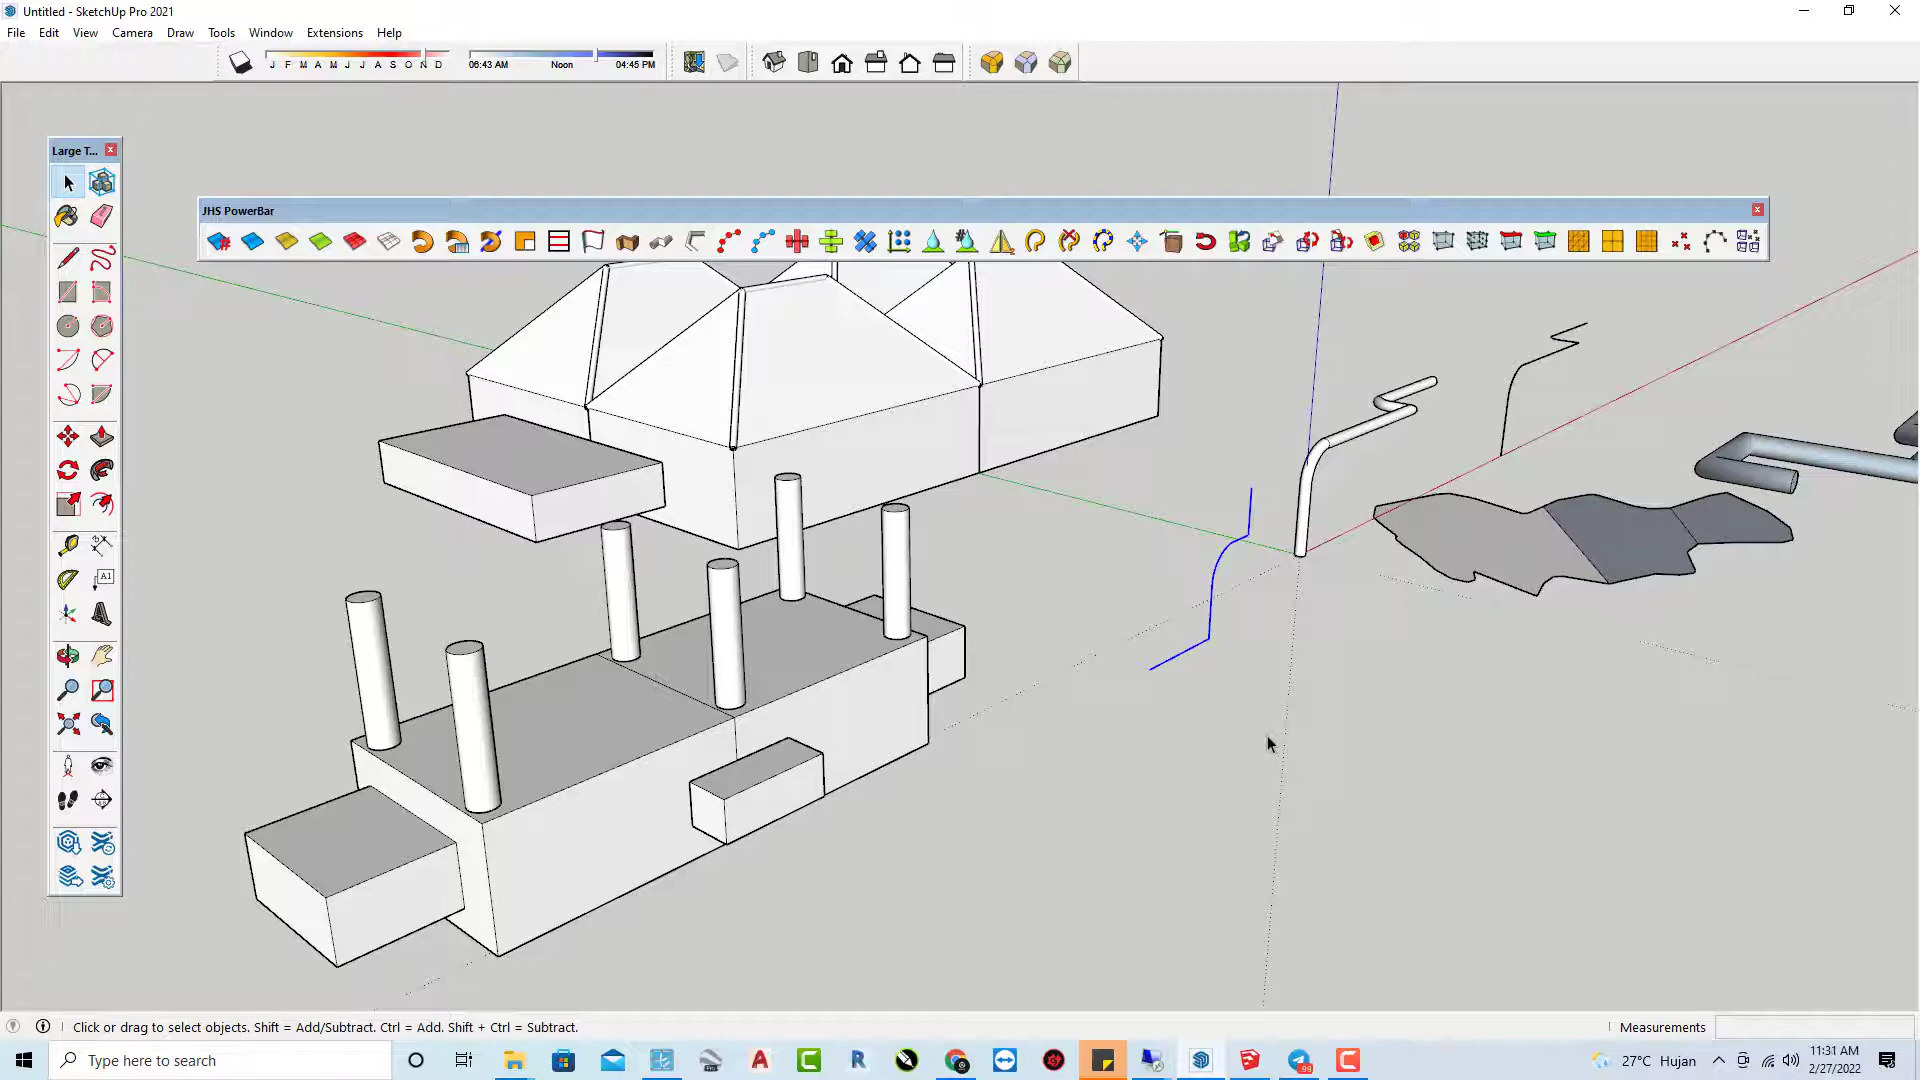 Untitled - SketchUp Pro 2021
File Edit View Camera Draw Tools Window Extensions Help
J F M A M J J A S O N D
06:43 AM Noon 04:45 PM
Large T...
JHS PowerBar
A1
Click or drag to select objects. Shift = Add/Subtract. Ctrl = Add. Shift + Ctrl = Subtract.
Measurements
Type here to search
27°C Hujan
11:31 AM
2/27/2022
99